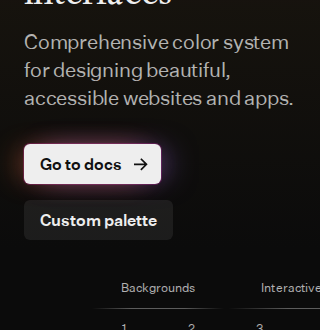 interfaces
Comprehensive color system
for designing beautiful,
accessible websites and apps.
Go to docs →
Custom palette
Backgrounds Interactive
1 2 3